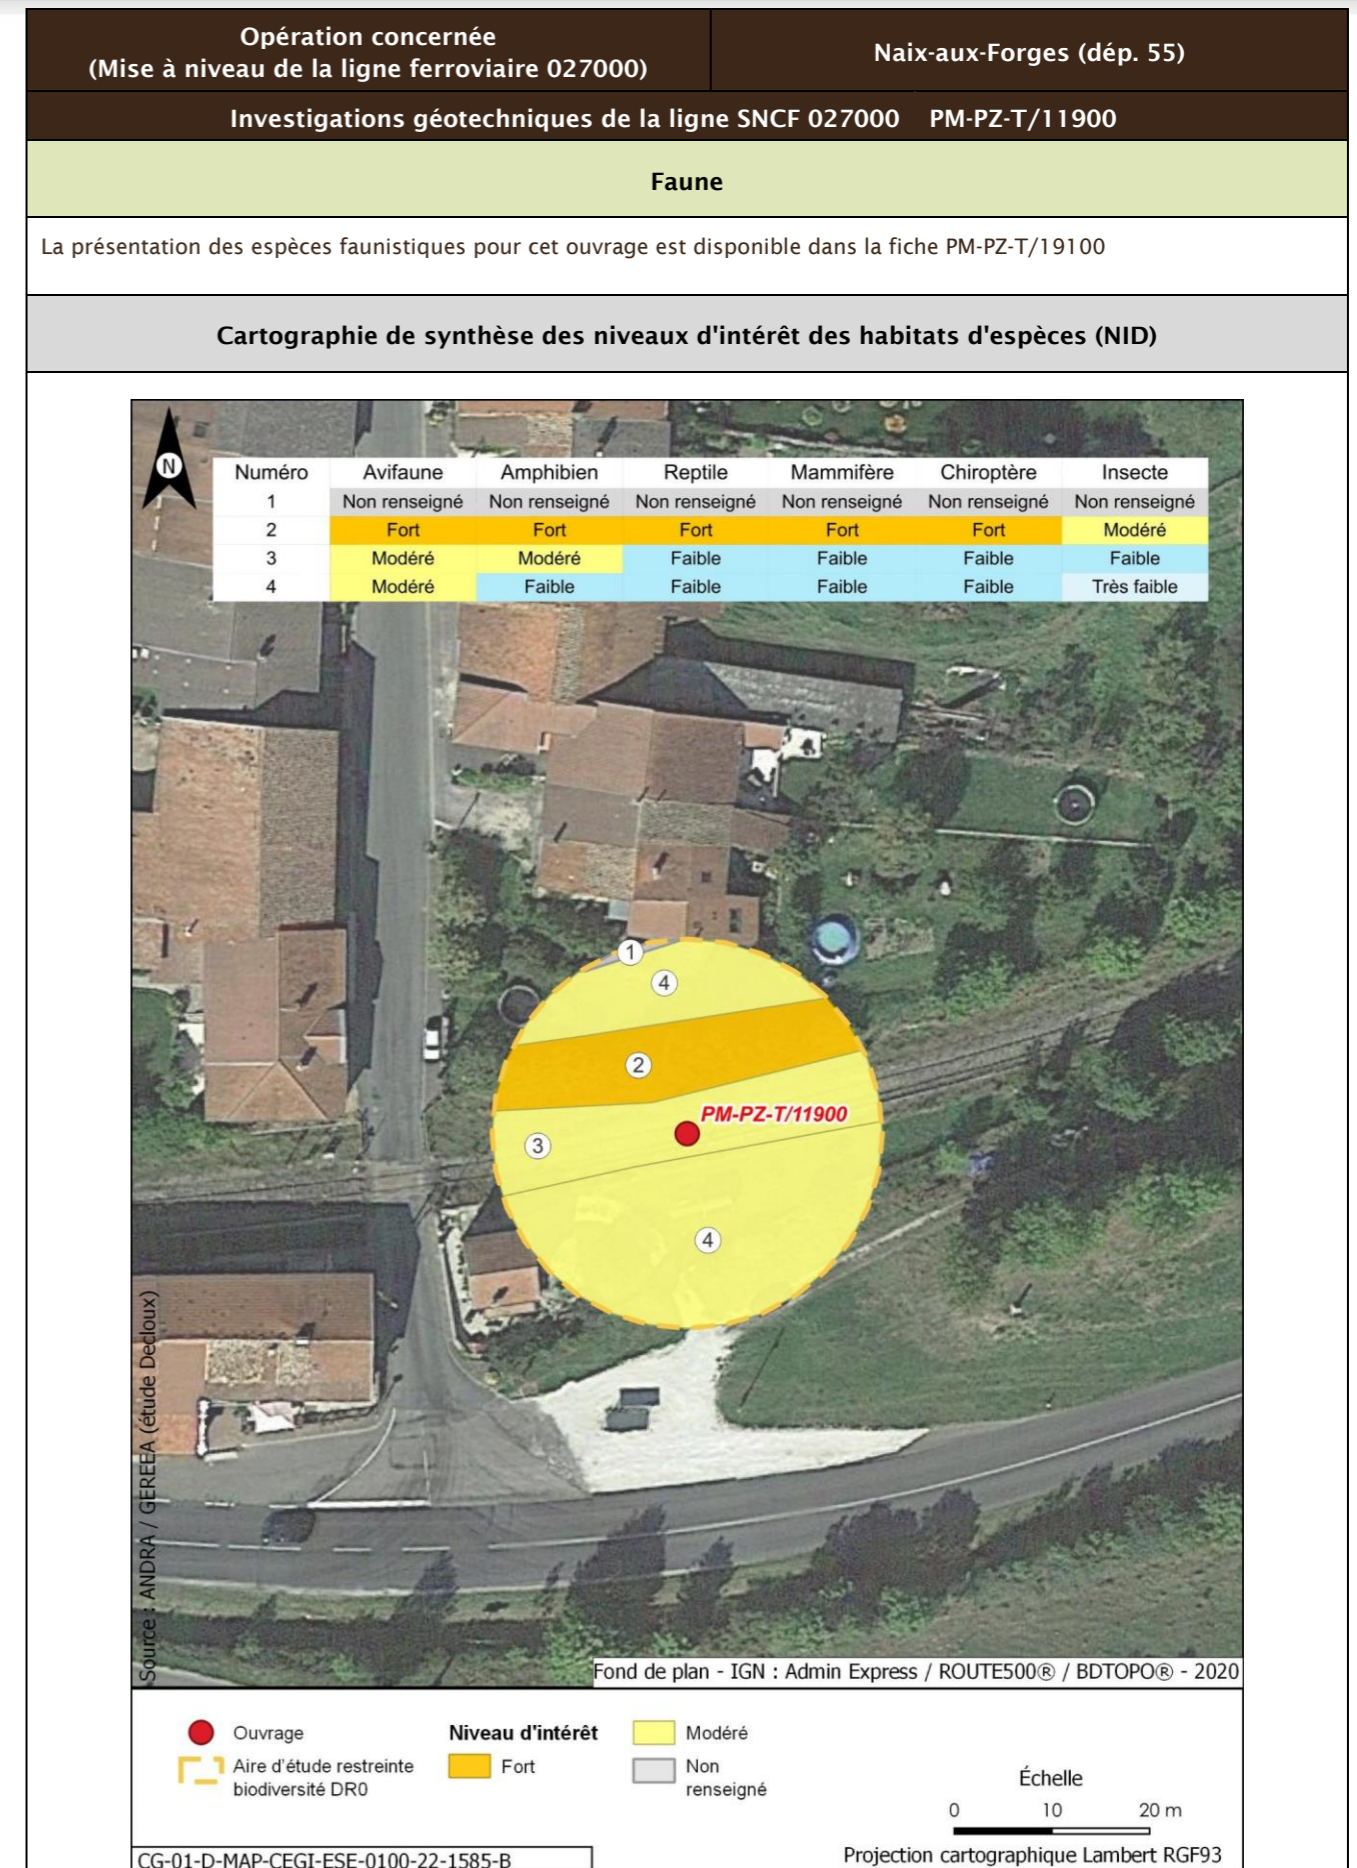 Opération concernée
(Mise à niveau de la ligne ferroviaire 027000)
Naix-aux-Forges (dép. 55)
Investigations géotechniques de la ligne SNCF 027000 PM-PZ-T/11900
Faune
La présentation des espèces faunistiques pour cet ouvrage est disponible dans la fiche PM-PZ-T/19100
Cartographie de synthèse des niveaux d'intérêt des habitats d'espèces (NID)
N
Numéro Avifaune Amphibien Reptile Mammifère Chiroptère Insecte
1 Non renseigné Non renseigné Non renseigné Non renseigné Non renseigné Non renseigné
2 Fort Fort Fort Fort Fort Modéré
3 Modéré Modéré Faible Faible Faible Faible
4 Modéré Faible Faible Faible Faible Très faible
1
4
2
PM-PZ-T/11900
3
4
Source : ANDRA / GEREEA (étude Decloux)
Fond de plan - IGN : Admin Express / ROUTE500® / BDTOPO® - 2020
Ouvrage
Aire d'étude restreinte
biodiversité DR0
Niveau d'intérêt
Fort
Modéré
Non
renseigné
Échelle
0 10 20 m
Projection cartographique Lambert RGF93
CG-01-D-MAP-CEGI-ESE-0100-22-1585-B